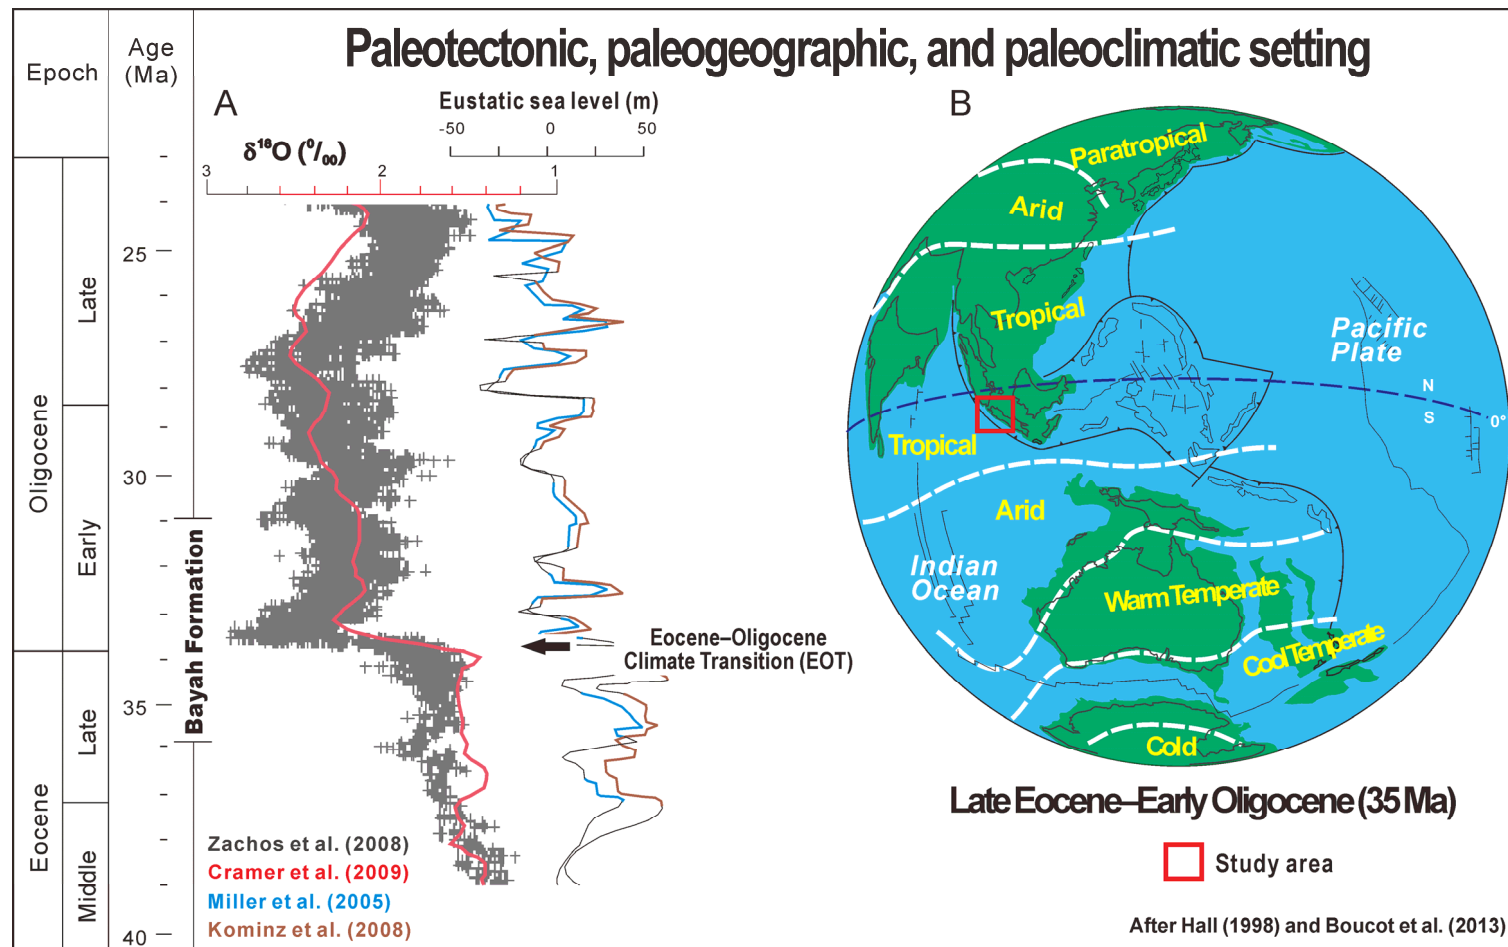 Paleotectonic, paleogeographic, and paleoclimatic setting
Epoch
Age
(Ma)
A
Eustatic sea level (m)
-50
0
50
δ¹⁸O (⁰/₀₀)
3
2
1
B
25
30
35
40
Oligocene
Late
Early
Eocene
Late
Middle
Bayah Formation
Eocene–Oligocene
Climate Transition (EOT)
Zachos et al. (2008)
Cramer et al. (2009)
Miller et al. (2005)
Kominz et al. (2008)
Paratropical
Arid
Tropical
Pacific
Plate
N
S
0°
Tropical
Arid
Indian
Ocean
Warm Temperate
Cool Temperate
Cold
Late Eocene–Early Oligocene (35 Ma)
Study area
After Hall (1998) and Boucot et al. (2013)